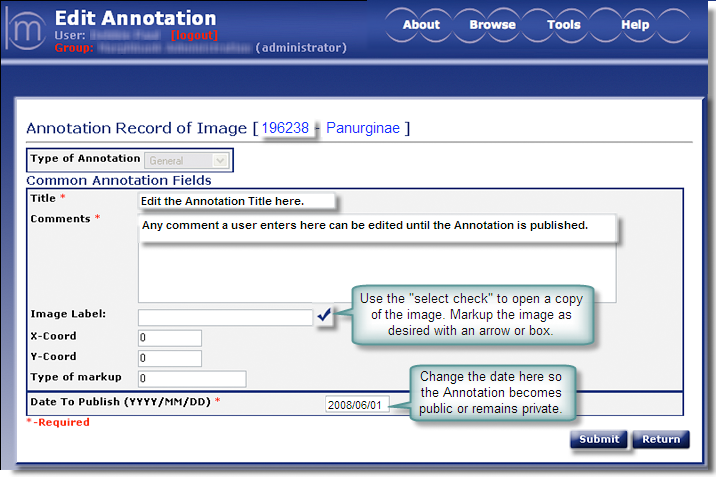 m
Edit Annotation
About Browse Tools Help
User: [logout]
Group: (administrator)
Annotation Record of Image [ 196238 - Panurginae ]
Type of Annotation General
Common Annotation Fields
Title * Edit the Annotation Title here.
Comments * Any comment a user enters here can be edited until the Annotation is published.
Image Label:
Use the "select check" to open a copy
of the image. Markup the image as
desired with an arrow or box.
X-Coord 0
Y-Coord 0
Type of markup 0
Change the date here so
the Annotation becomes
public or remains private.
Date To Publish (YYYY/MM/DD) * 2008/06/01
*-Required
Submit Return